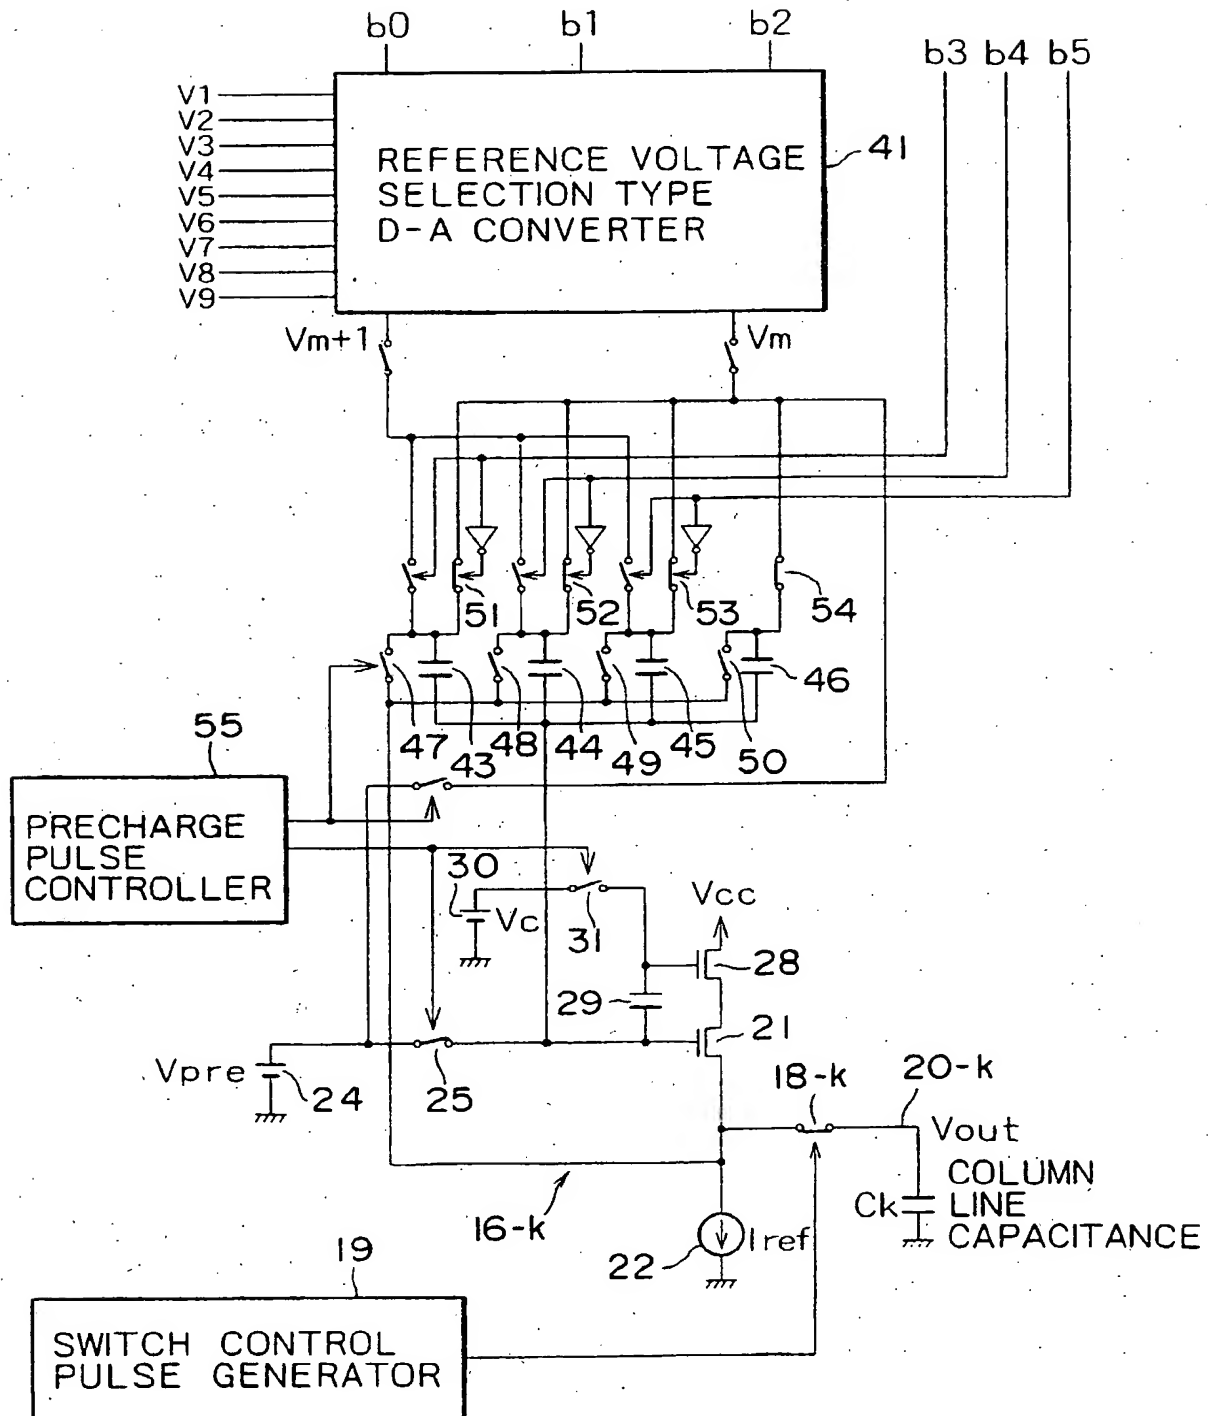 b0 b1 b2
b3 b4 b5
V1
V2
V3
V4
V5
V6
V7
V8
V9
REFERENCE VOLTAGE
SELECTION TYPE
D-A CONVERTER
41
Vm+1
Vm
51
52
53
54
46
47
43
48
44
49
45
50
55
PRECHARGE
PULSE
CONTROLLER
30
Vc
31
Vcc
28
29
21
Vpre
24
25
18-k
20-k
Vout
Ck
COLUMN
LINE
CAPACITANCE
16-k
22
Iref
19
SWITCH CONTROL
PULSE GENERATOR